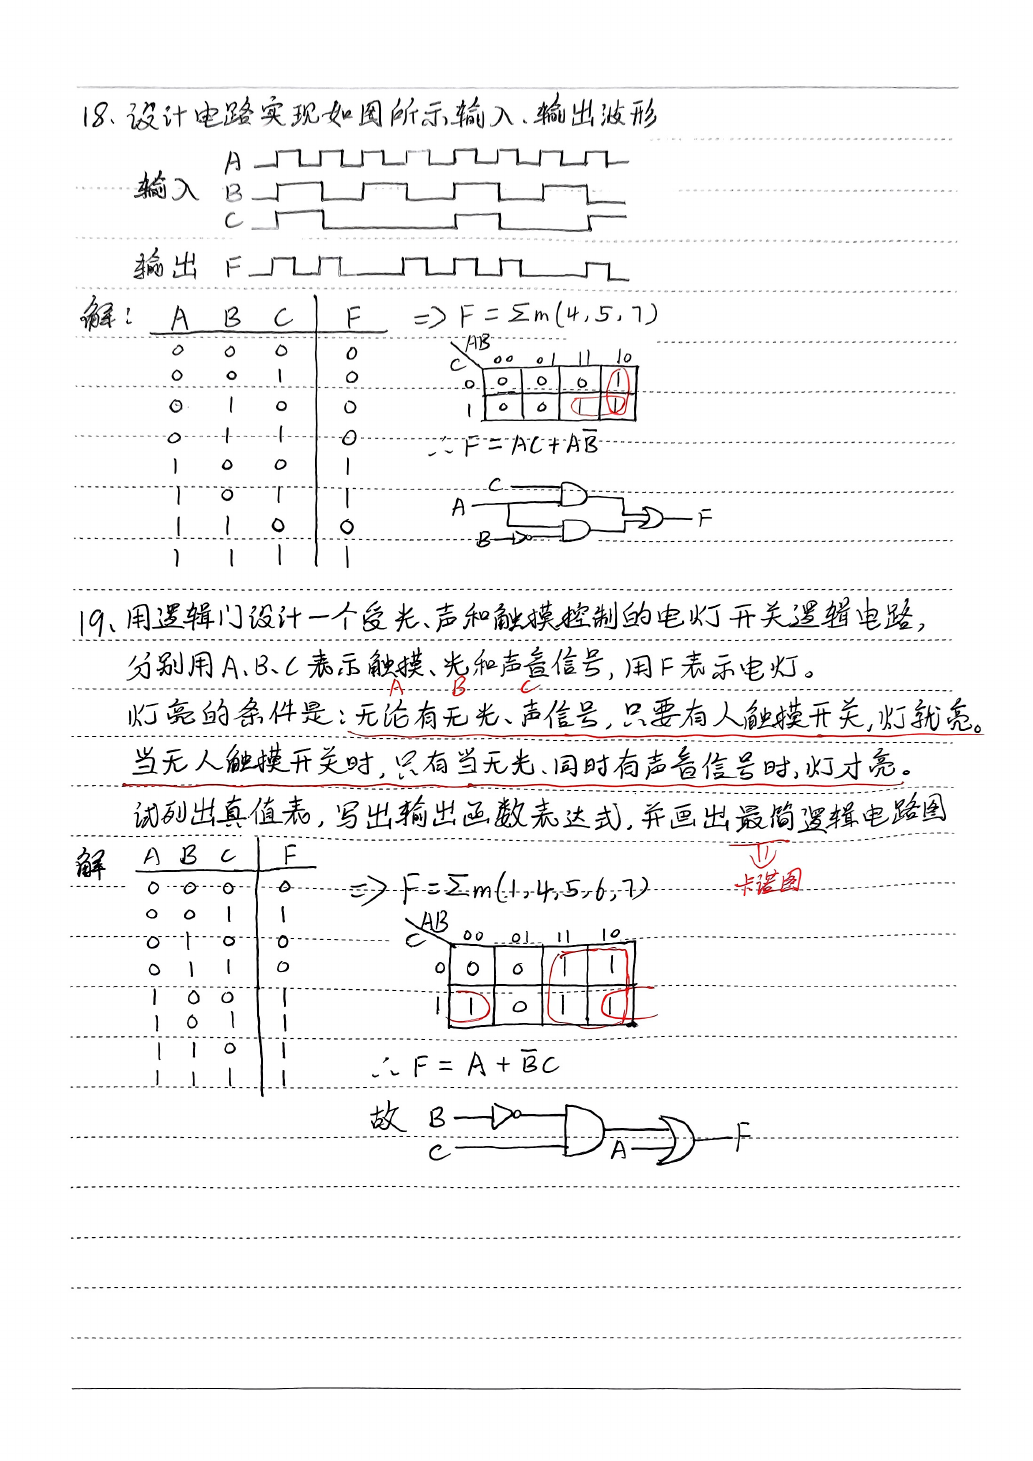 18、设计电路实现如图所示输入、输出波形
A
输入 B
C
输出 F
解: A B C F ⇒ F = Σm(4,5,7)
0 0 0 0
0 0 1 0
0 1 0 0
0 1 1 0
1 0 0 1
1 0 1 1
1 1 0 0
1 1 1 1
AB
C 00 01 11 10
0 0 0 0 1
1 0 0 1 1
∴ F = AC + AB̅
C
A
B
F
19、用逻辑门设计一个受光、声和触摸控制的电灯开关逻辑电路,
分别用A、B、C表示触摸、光和声音信号,用F表示电灯。
A B C
灯亮的条件是:无论有无光、声信号,只要有人触摸开关,灯就亮。
当无人触摸开关时,只有当无光、同时有声音信号时,灯才亮。
试列出真值表,写出输出函数表达式,并画出最简逻辑电路图
卡诺图
解 A B C F ⇒ F = Σm(1,4,5,6,7)
0 0 0 0
0 0 1 1
0 1 0 0
0 1 1 0
1 0 0 1
1 0 1 1
1 1 0 1
1 1 1 1
AB
C 00 01 11 10
0 0 0 1 1
1 1 0 1 1
∴ F = A + B̅C
故 B
C
A
F